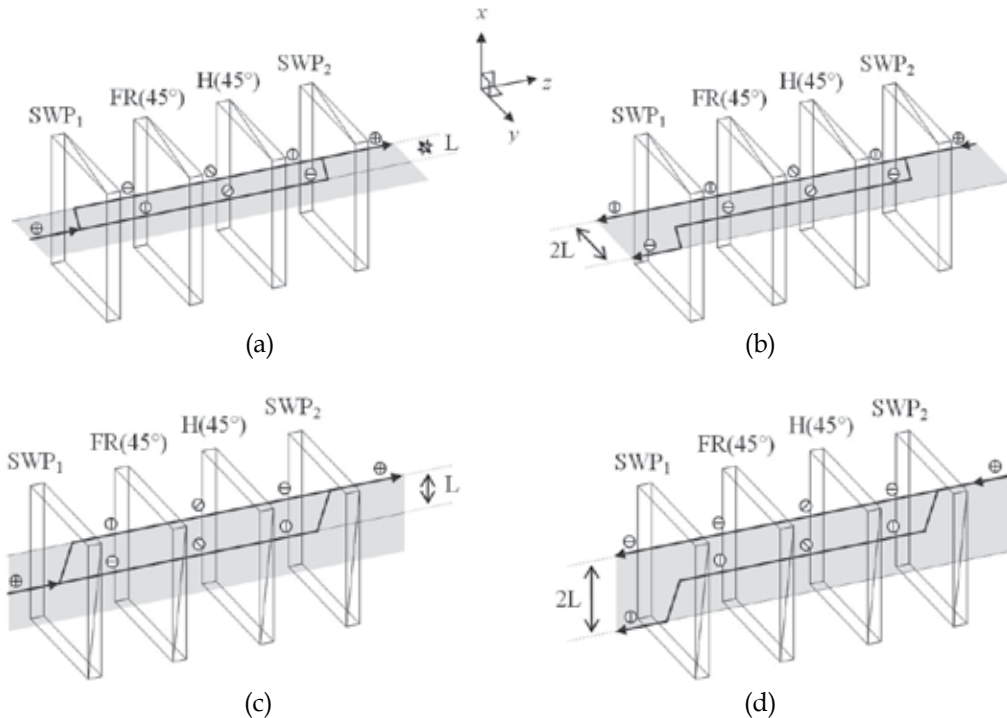 x
z
y
SWP₁
FR(45°)
H(45°)
SWP₂
L
(a)
SWP₁
FR(45°)
H(45°)
SWP₂
2L
(b)
SWP₁
FR(45°)
H(45°)
SWP₂
L
(c)
SWP₁
FR(45°)
H(45°)
SWP₂
2L
(d)